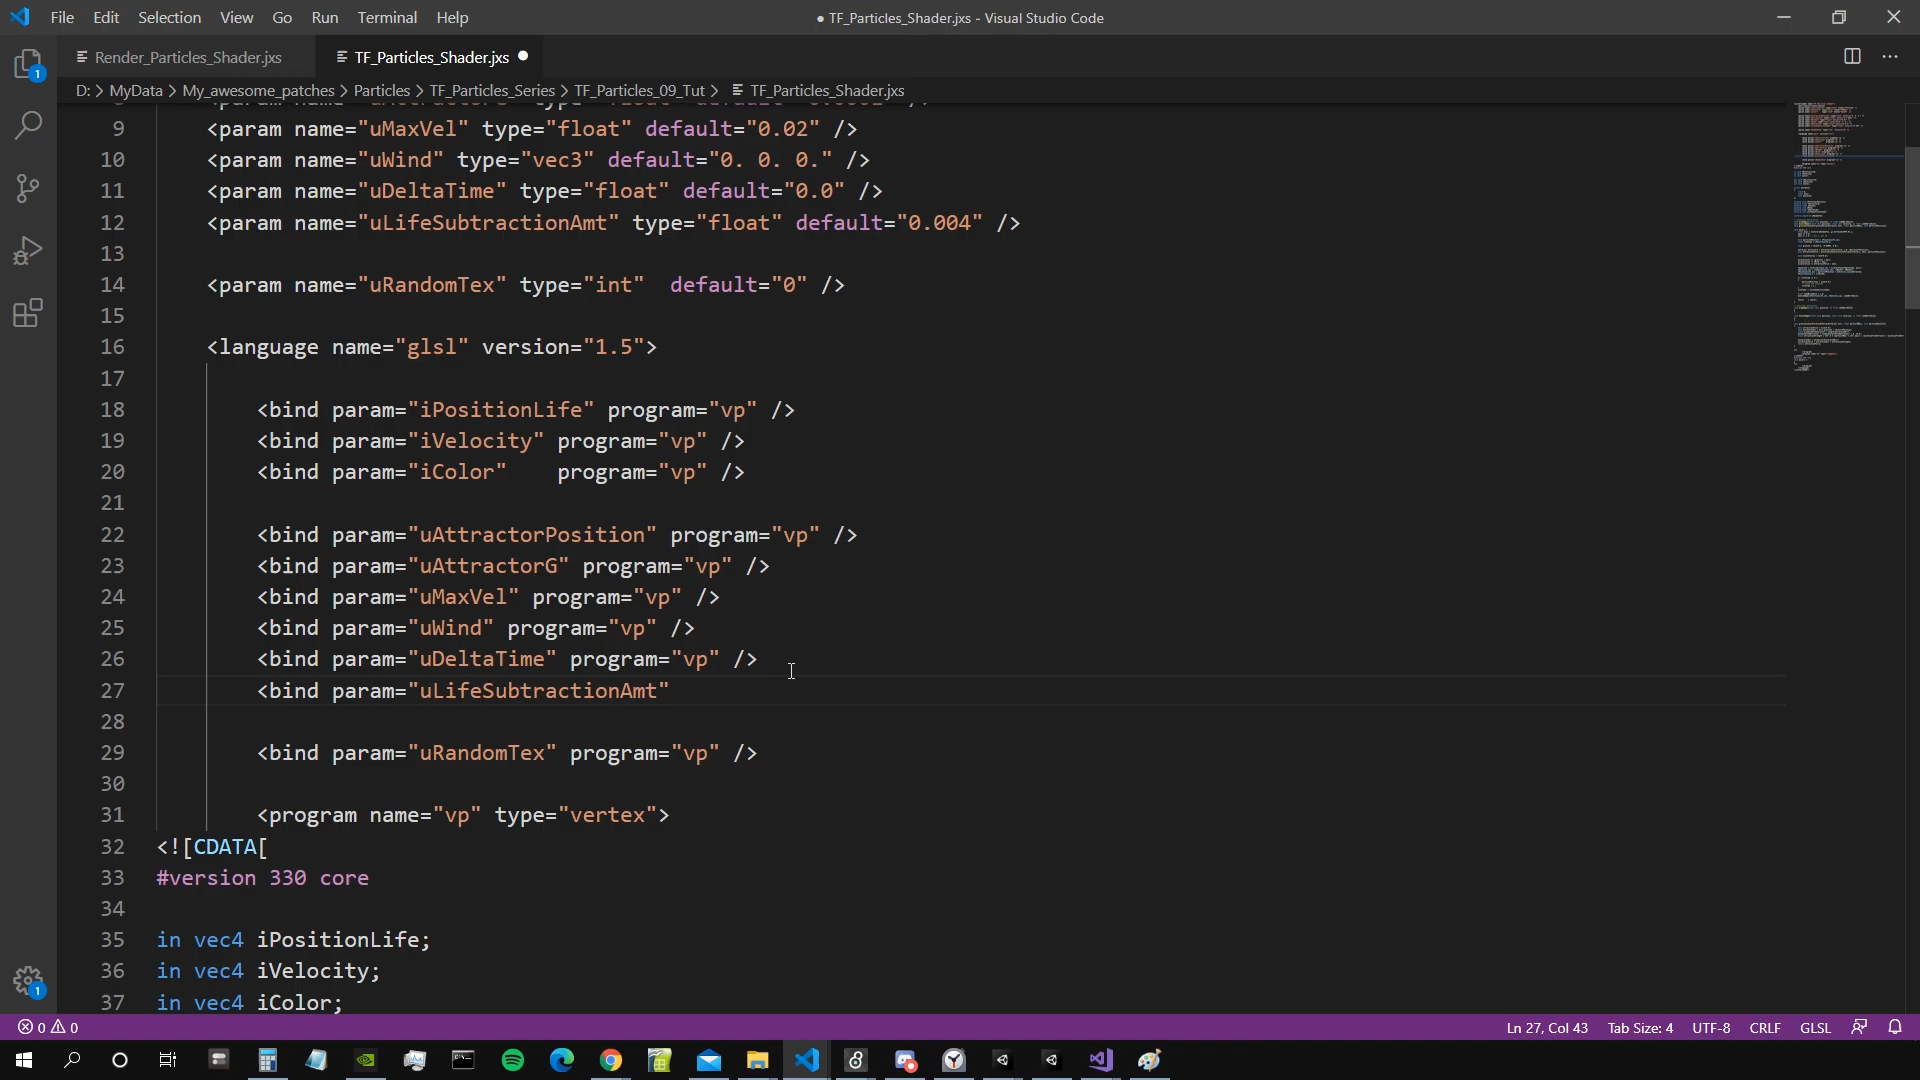 File Edit Selection View Go Run Terminal Help
● TF_Particles_Shader.jxs - Visual Studio Code
Render_Particles_Shader.jxs
TF_Particles_Shader.jxs ●
D: > MyData > My_awesome_patches > Particles > TF_Particles_Series > TF_Particles_09_Tut > TF_Particles_Shader.jxs
9 <param name="uMaxVel" type="float" default="0.02" />
10 <param name="uWind" type="vec3" default="0. 0. 0." />
11 <param name="uDeltaTime" type="float" default="0.0" />
12 <param name="uLifeSubtractionAmt" type="float" default="0.004" />
13
14 <param name="uRandomTex" type="int"  default="0" />
15
16 <language name="glsl" version="1.5">
17
18 <bind param="iPositionLife" program="vp" />
19 <bind param="iVelocity" program="vp" />
20 <bind param="iColor"    program="vp" />
21
22 <bind param="uAttractorPosition" program="vp" />
23 <bind param="uAttractorG" program="vp" />
24 <bind param="uMaxVel" program="vp" />
25 <bind param="uWind" program="vp" />
26 <bind param="uDeltaTime" program="vp" />
27 <bind param="uLifeSubtractionAmt"
28
29 <bind param="uRandomTex" program="vp" />
30
31 <program name="vp" type="vertex">
32 <![CDATA[
33 #version 330 core
34
35 in vec4 iPositionLife;
36 in vec4 iVelocity;
37 in vec4 iColor;
0 0
Ln 27, Col 43 Tab Size: 4 UTF-8 CRLF GLSL